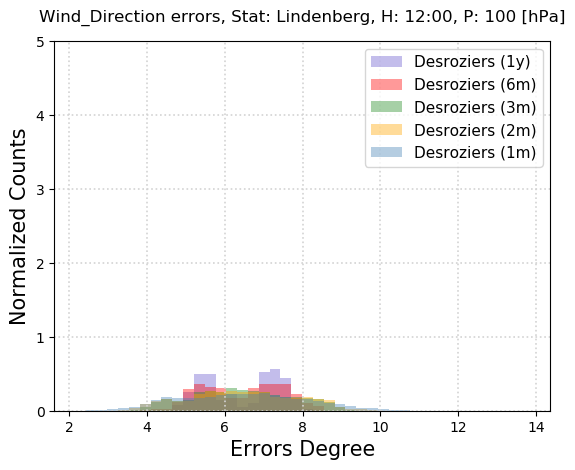 Wind_Direction errors, Stat: Lindenberg, H: 12:00, P: 100 [hPa]
5
4
3
2
1
0
Normalized Counts
Desroziers (1y)
Desroziers (6m)
Desroziers (3m)
Desroziers (2m)
Desroziers (1m)
2 4 6 8 10 12 14
Errors Degree